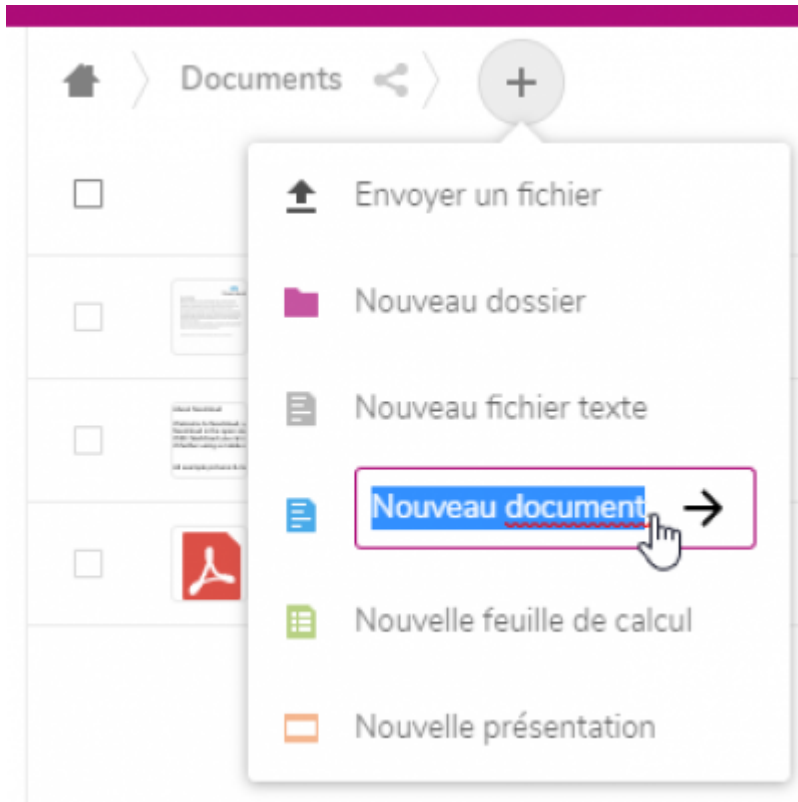 Documents
Envoyer un fichier
Nouveau dossier
Nouveau fichier texte
Nouveau document
Nouvelle feuille de calcul
Nouvelle présentation